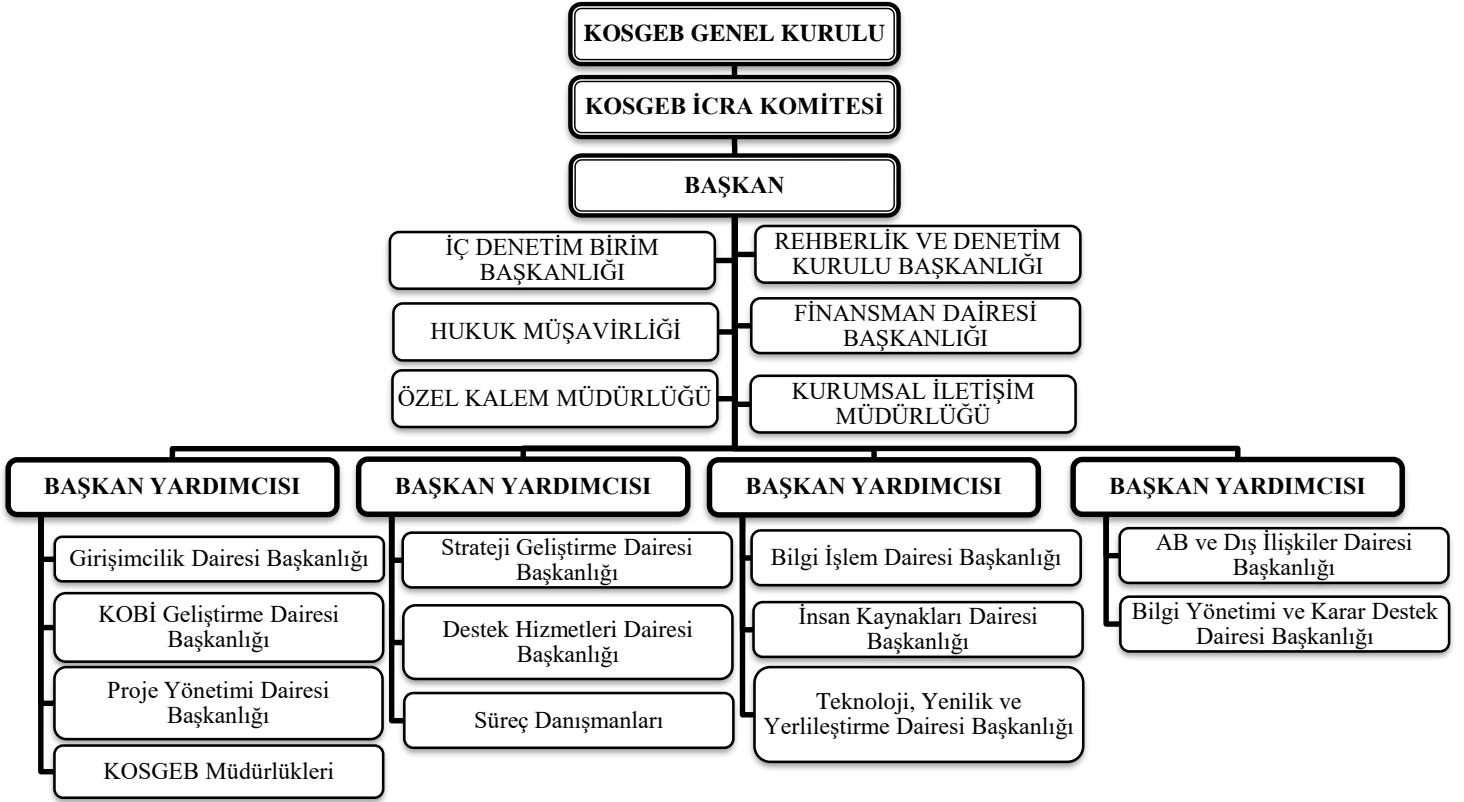 KOSGEB GENEL KURULU
KOSGEB İCRA KOMİTESİ
BAŞKAN
İÇ DENETİM BİRİM
BAŞKANLIĞI
REHBERLİK VE DENETİM
KURULU BAŞKANLIĞI
HUKUK MÜŞAVİRLİĞİ
FİNANSMAN DAİRESİ
BAŞKANLIĞI
ÖZEL KALEM MÜDÜRLÜĞÜ
KURUMSAL İLETİŞİM
MÜDÜRLÜĞÜ
BAŞKAN YARDIMCISI
Girişimcilik Dairesi Başkanlığı
KOBİ Geliştirme Dairesi
Başkanlığı
Proje Yönetimi Dairesi
Başkanlığı
KOSGEB Müdürlükleri
BAŞKAN YARDIMCISI
Strateji Geliştirme Dairesi
Başkanlığı
Destek Hizmetleri Dairesi
Başkanlığı
Süreç Danışmanları
BAŞKAN YARDIMCISI
Bilgi İşlem Dairesi Başkanlığı
İnsan Kaynakları Dairesi
Başkanlığı
Teknoloji, Yenilik ve
Yerlileştirme Dairesi Başkanlığı
BAŞKAN YARDIMCISI
AB ve Dış İlişkiler Dairesi
Başkanlığı
Bilgi Yönetimi ve Karar Destek
Dairesi Başkanlığı